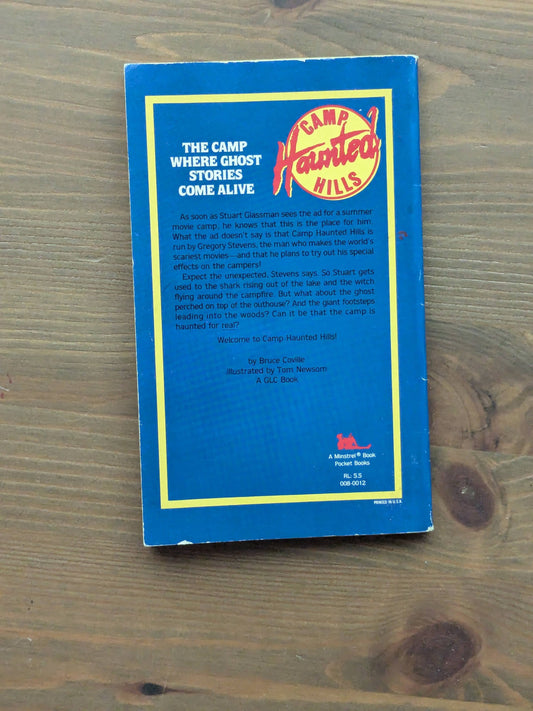 CAMP
Haunted
HILLS
THE CAMP
WHERE GHOST
STORIES
COME ALIVE
As soon as Stuart Glassman sees the ad for a summer
movie camp, he knows that this is the place for him.
What the ad doesn't say is that Camp Haunted Hills is
run by Gregory Stevens, the man who makes the world's
scariest movies—and that he plans to try out his special
effects on the campers!
Expect the unexpected, Stevens says. So Stuart gets
used to the shark rising out of the lake and the witch
flying around the campfire. But what about the ghost
perched on top of the outhouse? And the giant footsteps
leading into the woods? Can it be that the camp is
haunted for real?
Welcome to Camp Haunted Hills!
by Bruce Coville
Illustrated by Tom Newsom
A GLC Book
A Minstrel® Book
Pocket Books
RL: 5.5
008-0012
PRINTED IN U.S.A.